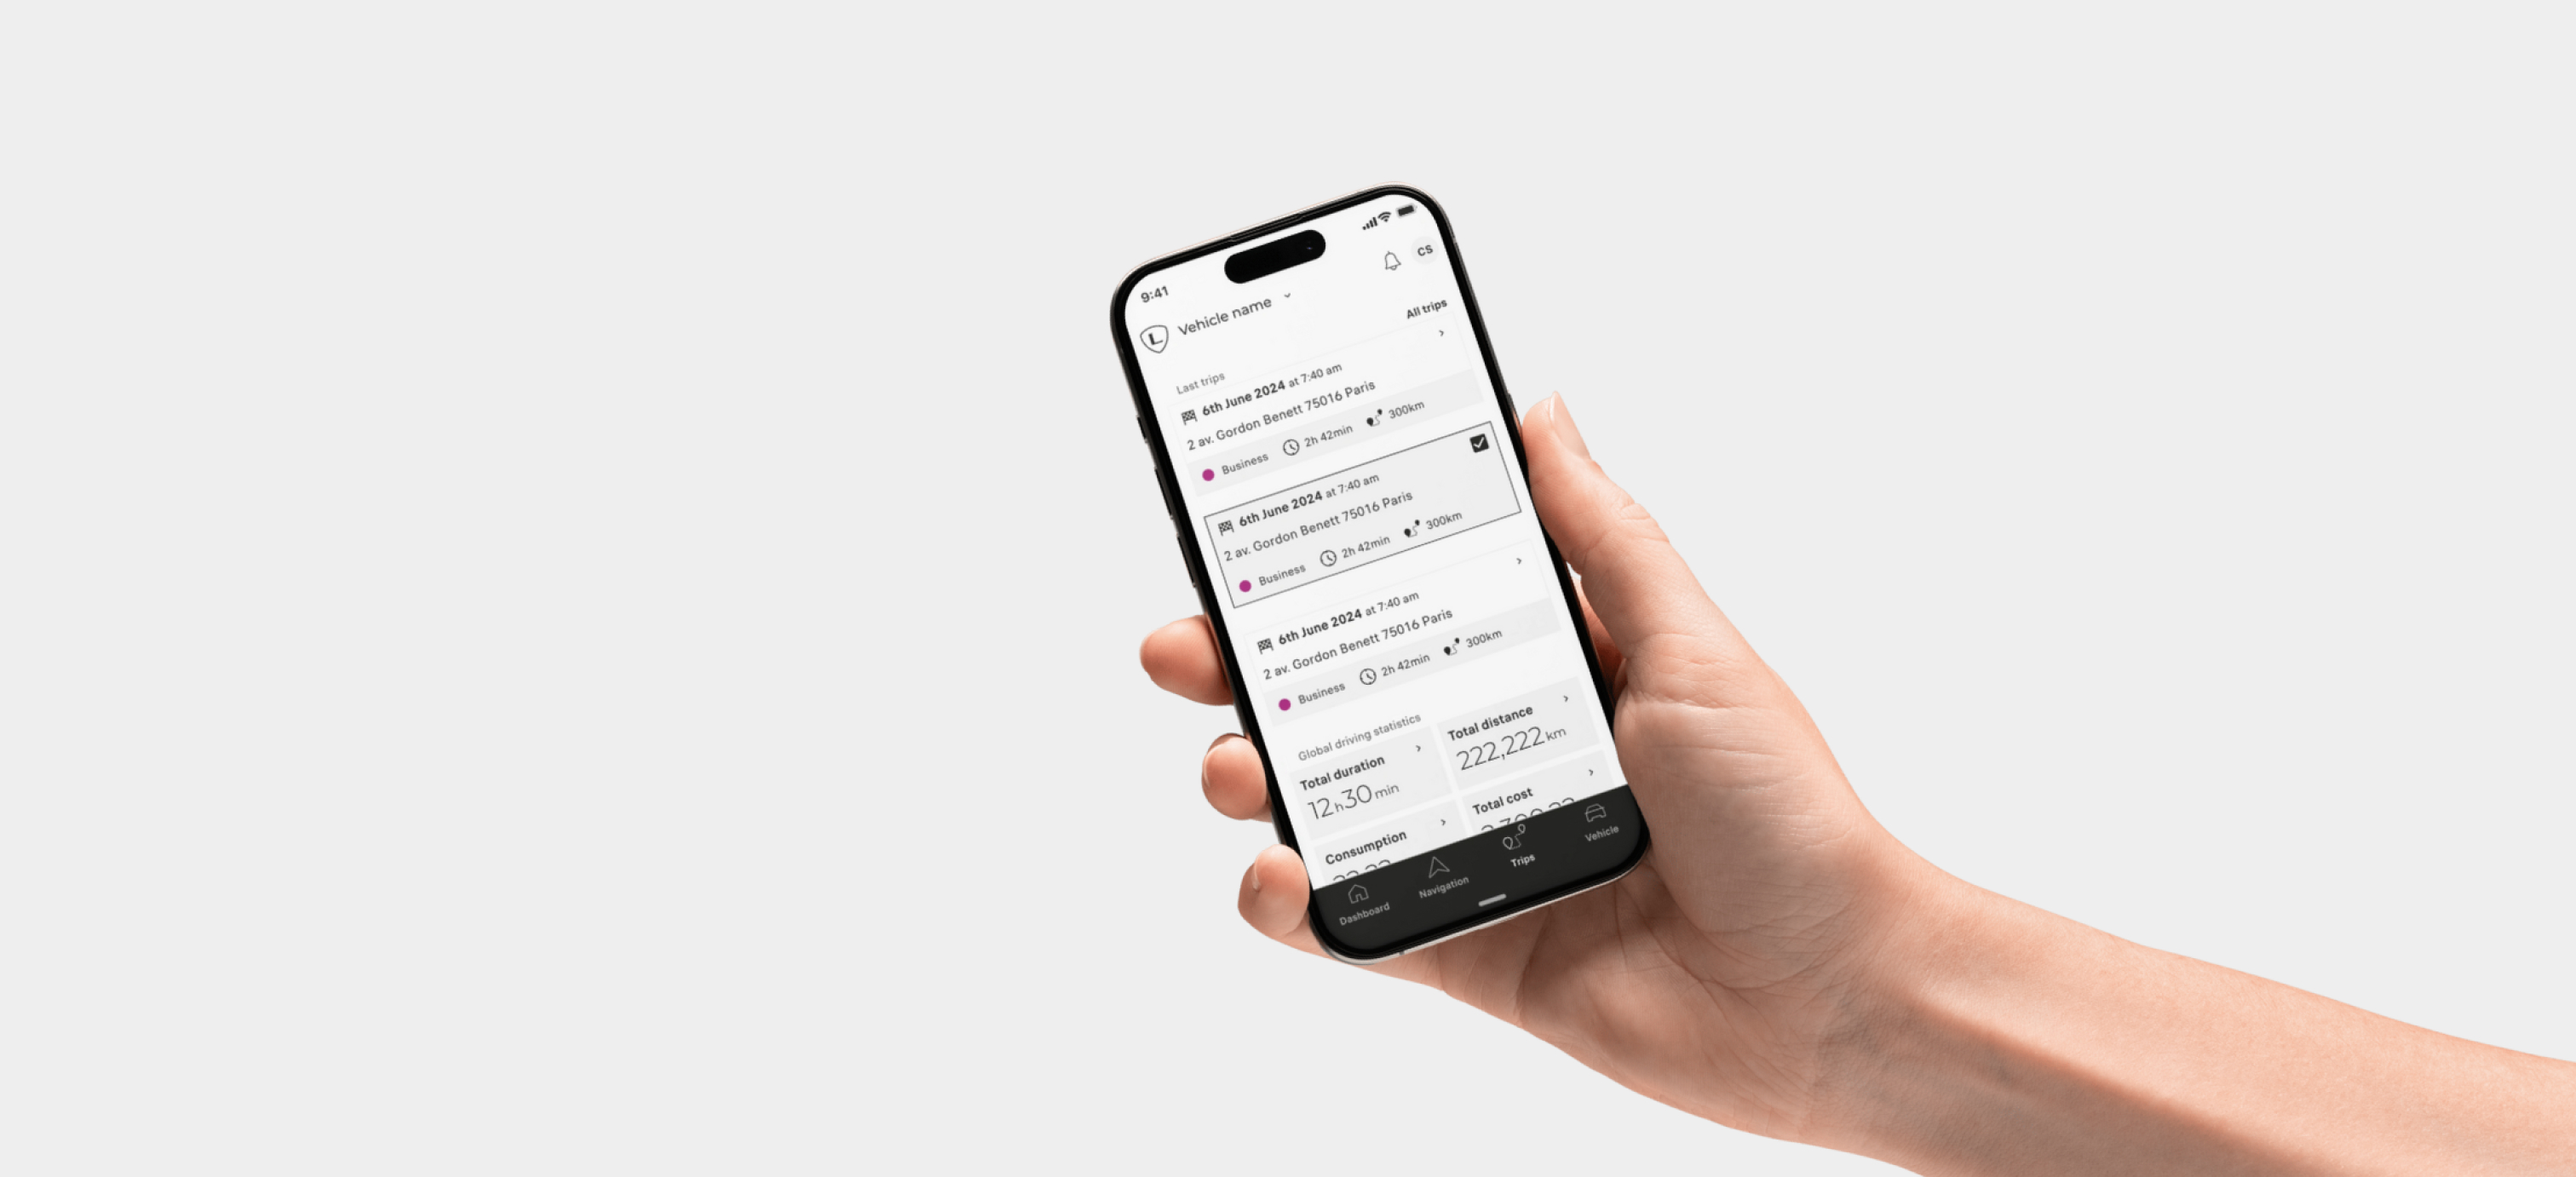 9:41
CS
L Vehicle name
All trips
Last trips
6th June 2024 at 7:40 am
2 av. Gordon Benett 75016 Paris
Business 2h 42min 300km
6th June 2024 at 7:40 am
2 av. Gordon Benett 75016 Paris
Business 2h 42min 300km
6th June 2024 at 7:40 am
2 av. Gordon Benett 75016 Paris
Business 2h 42min 300km
Global driving statistics
Total duration
12 h 30 min
Total distance
222,222 km
Consumption
Total cost
Dashboard
Navigation
Trips
Vehicle